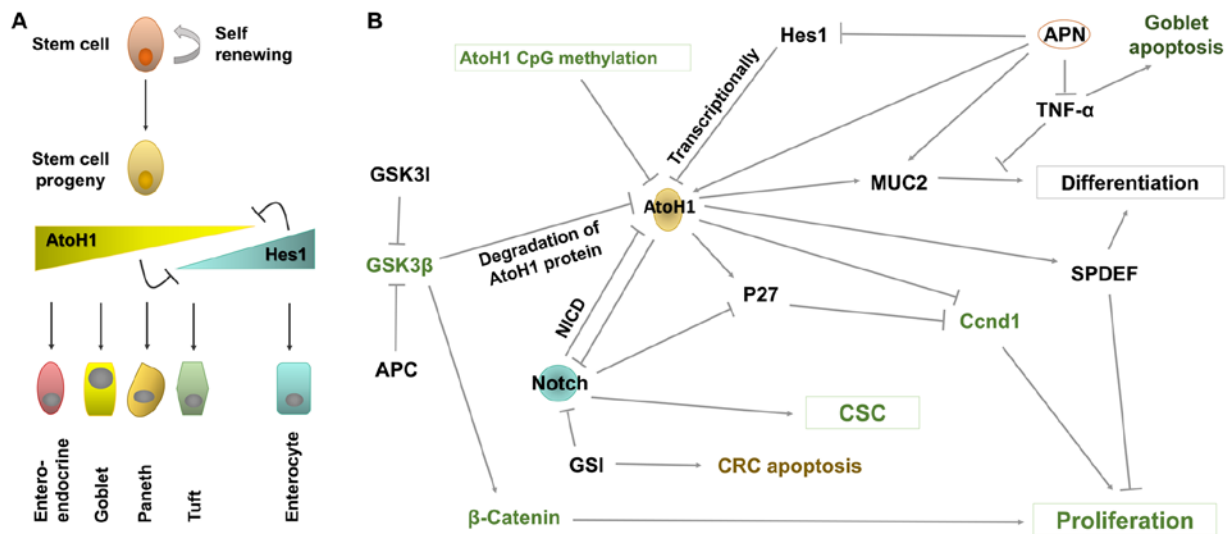 A
Stem cell
Self
renewing
Stem cell
progeny
AtoH1
Hes1
Entero-
endocrine
Goblet
Paneth
Tuft
Enterocyte
B
AtoH1 CpG methylation
Hes1
APN
Goblet
apoptosis
Transcriptionally
TNF-α
GSK3I
MUC2
Differentiation
AtoH1
Degradation of
AtoH1 protein
GSK3β
SPDEF
P27
Ccnd1
NICD
APC
Notch
CSC
GSI
CRC apoptosis
β-Catenin
Proliferation